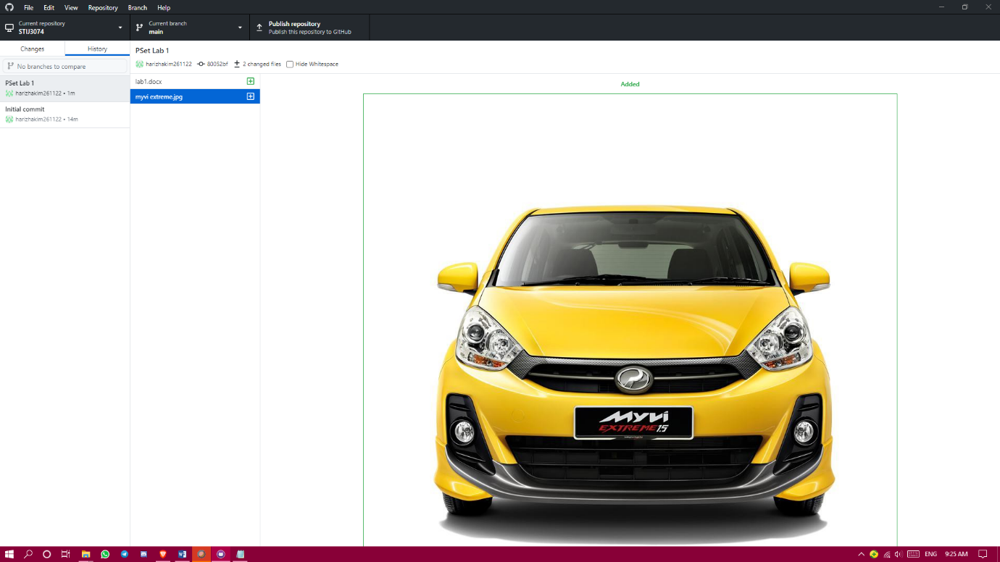 File Edit View Repository Branch Help
Current repository
STIJ3074
Current branch
main
Publish repository
Publish this repository to GitHub
Changes
History
No branches to compare
PSet Lab 1
harizhakim261122 • 1m
Initial commit
harizhakim261122 • 14m
PSet Lab 1
harizhakim261122 80052bf 2 changed files Hide Whitespace
lab1.docx
myvi extreme.jpg
Added
Myvi
EXTREME 1.5
ENG 9:25 AM